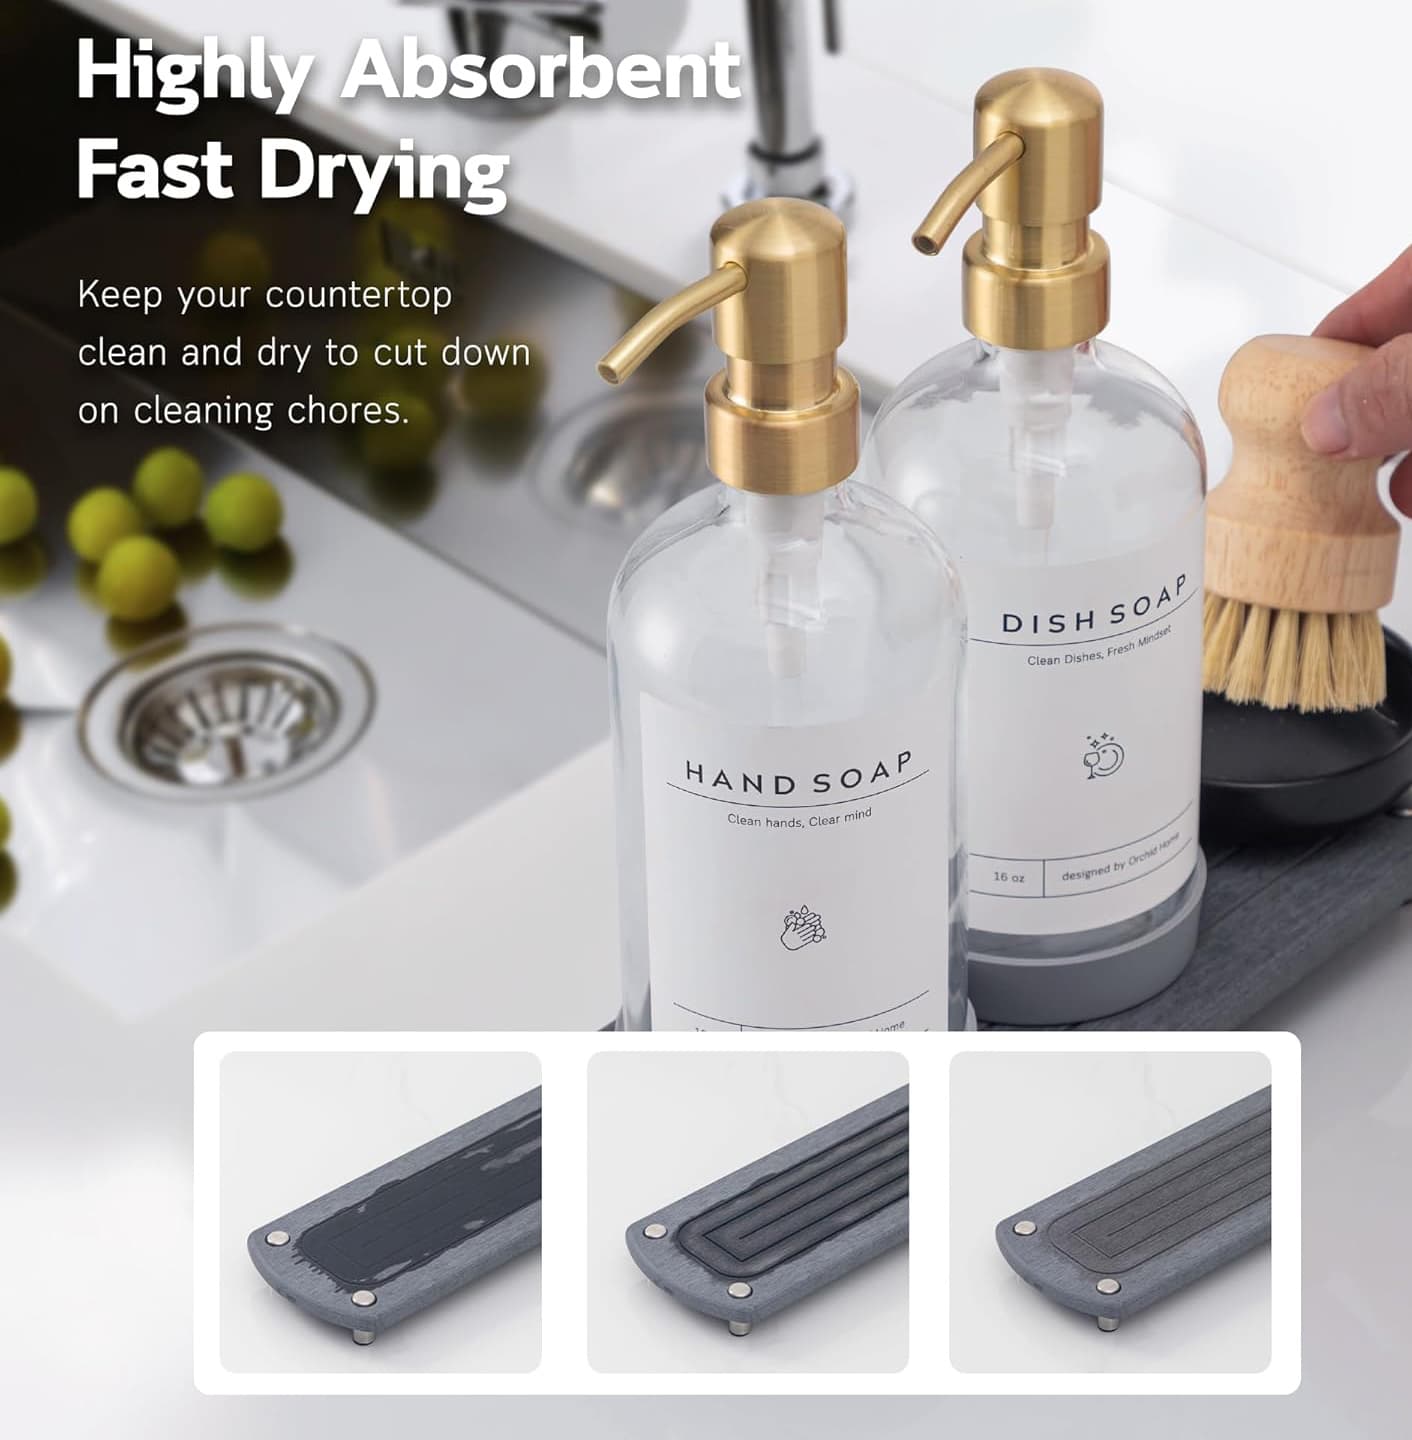 Highly Absorbent
Fast Drying
Keep your countertop
clean and dry to cut down
on cleaning chores.
DISH SOAP
Clean Dishes, Fresh Mindset
16 oz
designed by Orchid Home
HAND SOAP
Clean hands, Clear mind
Home